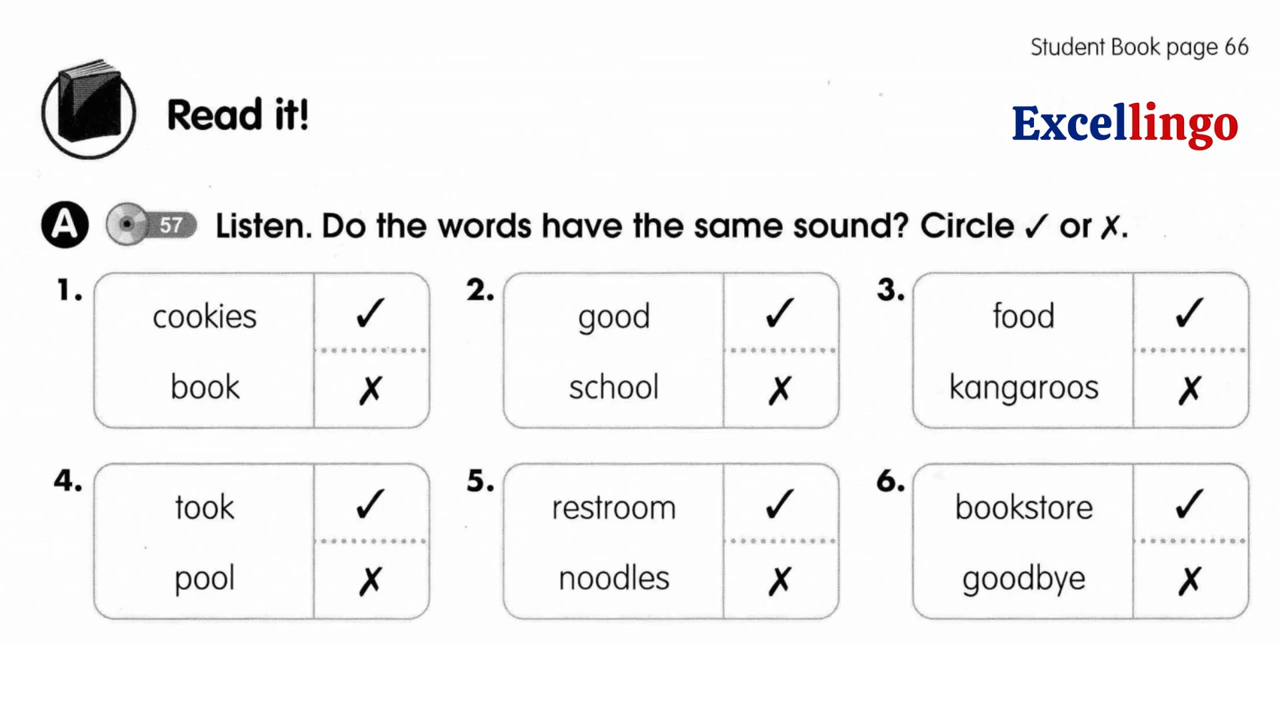 Student Book page 66
Read it!
Excellingo
A 57 Listen. Do the words have the same sound? Circle ✓ or ✗.
1. cookies ✓
book ✗
2. good ✓
school ✗
3. food ✓
kangaroos ✗
4. took ✓
pool ✗
5. restroom ✓
noodles ✗
6. bookstore ✓
goodbye ✗